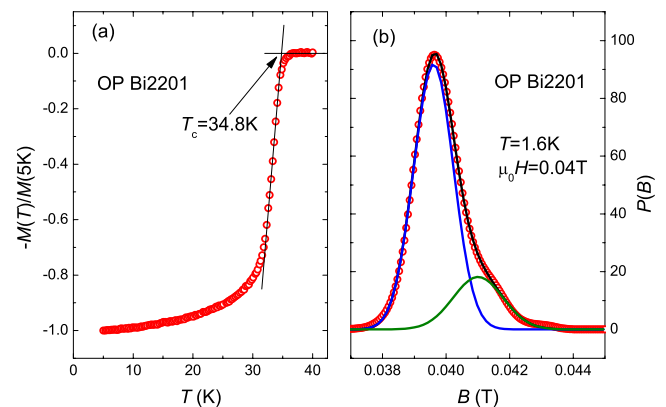 (a)
OP Bi2201
T_c=34.8K
0.0
-0.2
-0.4
-0.6
-0.8
-1.0
-M(T)/M(5K)
0 10 20 30 40
T (K)
(b)
OP Bi2201
T=1.6K
μ₀H=0.04T
100
80
60
40
20
0
P(B)
0.038 0.040 0.042 0.044
B (T)